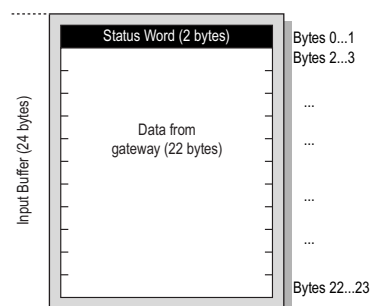 Status Word (2 bytes)
Bytes 0...1
Bytes 2...3
Input Buffer (24 bytes)
...
Data from
gateway (22 bytes)
...
...
...
Bytes 22...23